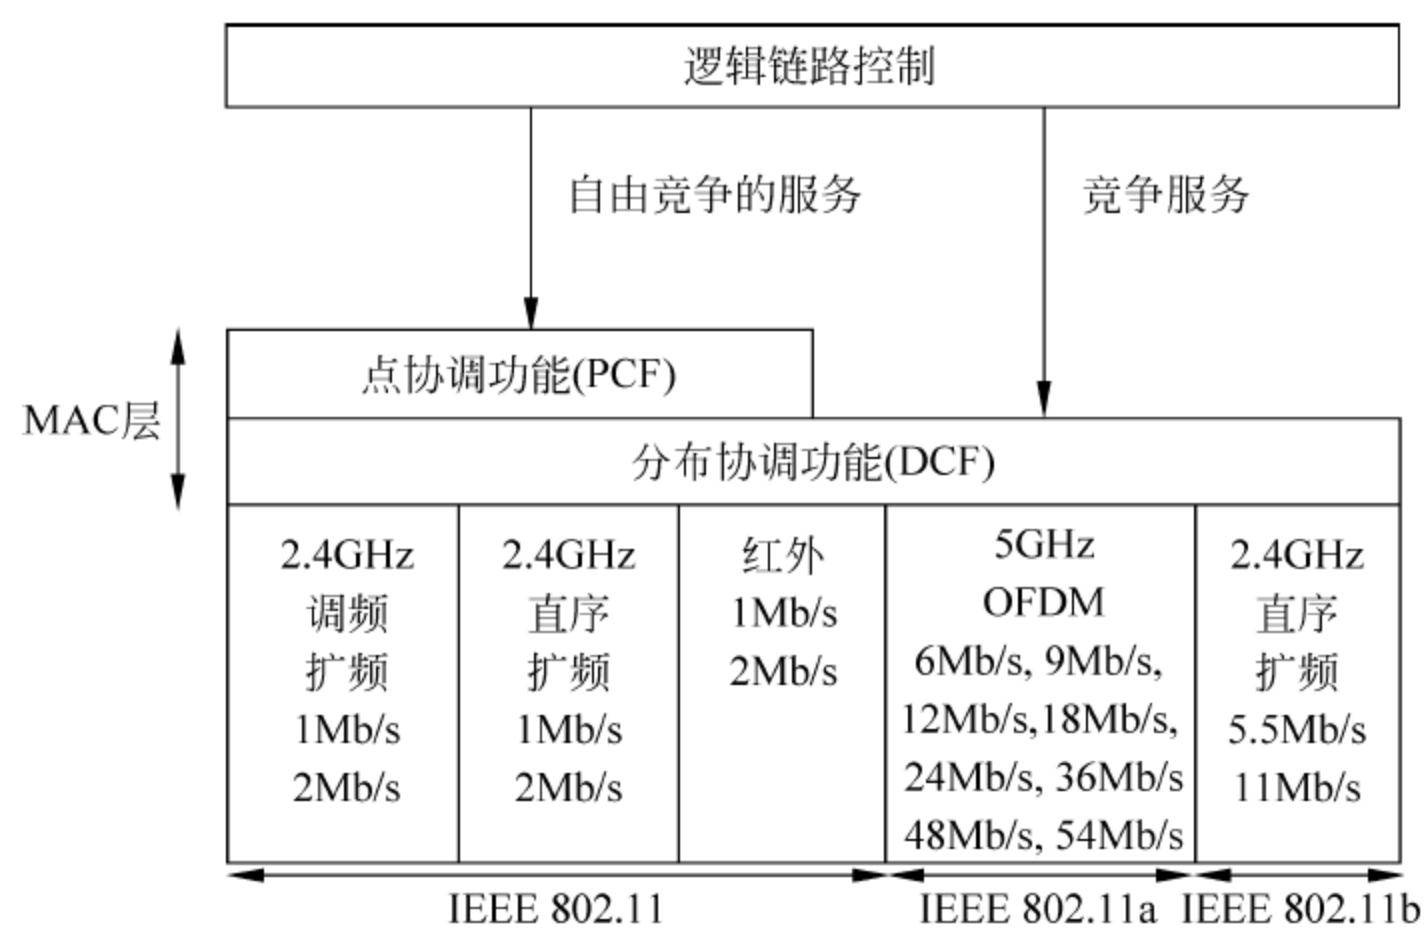 逻辑链路控制
自由竞争的服务
竞争服务
点协调功能(PCF)
MAC层
分布协调功能(DCF)
2.4GHz
调频
扩频
1Mb/s
2Mb/s
2.4GHz
直序
扩频
1Mb/s
2Mb/s
红外
1Mb/s
2Mb/s
5GHz
OFDM
6Mb/s, 9Mb/s,
12Mb/s,18Mb/s,
24Mb/s, 36Mb/s
48Mb/s, 54Mb/s
2.4GHz
直序
扩频
5.5Mb/s
11Mb/s
IEEE 802.11
IEEE 802.11a
IEEE 802.11b